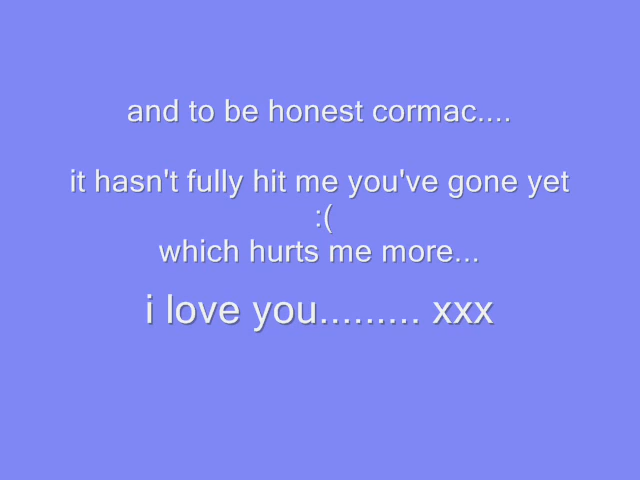 and to be honest cormac....
it hasn't fully hit me you've gone yet
:(
which hurts me more...
i love you......... xxx